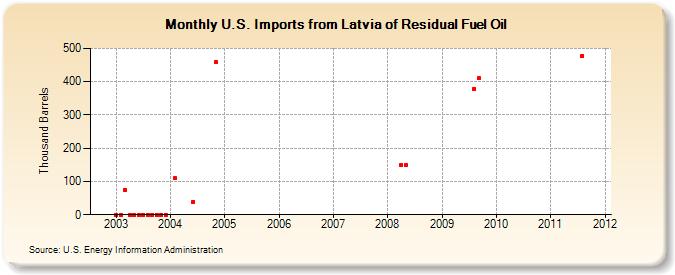 Monthly U.S. Imports from Latvia of Residual Fuel Oil
Thousand Barrels
500
400
300
200
100
0
2003 2004 2005 2006 2007 2008 2009 2010 2011 2012
Source: U.S. Energy Information Administration